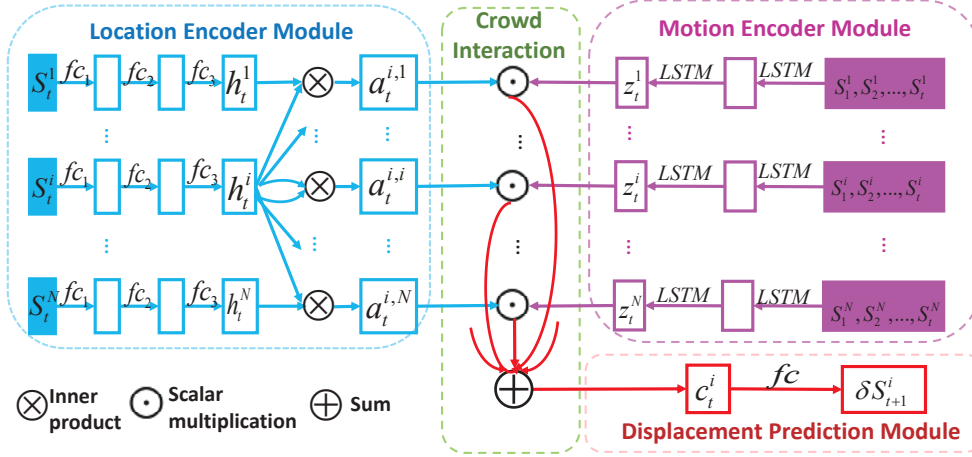 Location Encoder Module
Crowd
Interaction
Motion Encoder Module
S_t^1 fc_1 fc_2 fc_3 h_t^1 ⊗ a_t^{i,1} ⊙ z_t^1 LSTM LSTM S_1^1, S_2^1, ..., S_t^1
... ... ... ... ... ...
S_t^i fc_1 fc_2 fc_3 h_t^i ⊗ a_t^{i,i} ⊙ z_t^i LSTM LSTM S_1^i, S_2^i, ..., S_t^i
... ... ... ... ... ...
S_t^N fc_1 fc_2 fc_3 h_t^N ⊗ a_t^{i,N} ⊙ z_t^N LSTM LSTM S_1^N, S_2^N, ..., S_t^N
⊕ c_t^i fc δS_{t+1}^i
⊗ Inner
product
⊙ Scalar
multiplication
⊕ Sum
Displacement Prediction Module